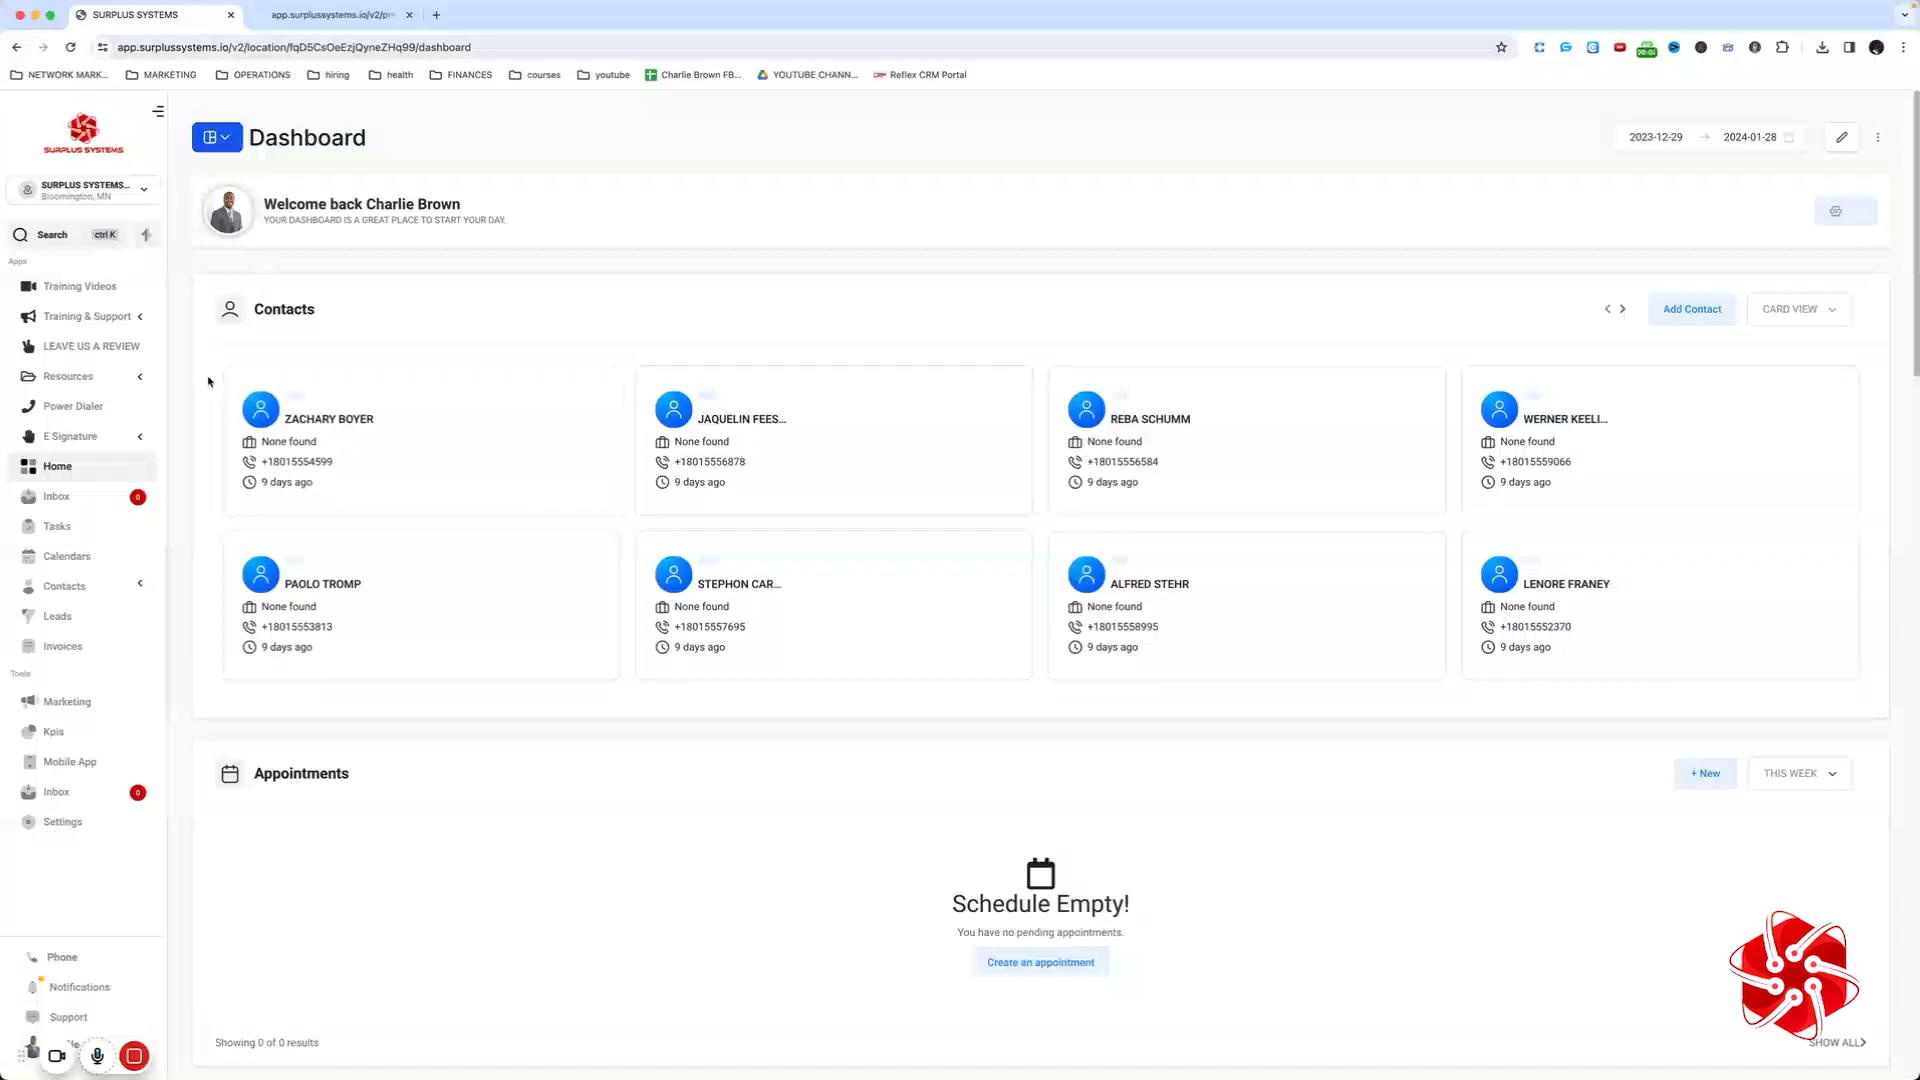 SURPLUS SYSTEMS
app.surplussystems.io/v2/pre
app.surplussystems.io/v2/location/fqD5CsOeEzjQyneZHq99/dashboard
NETWORK MARK...
MARKETING
OPERATIONS
hiring
health
FINANCES
courses
youtube
Charlie Brown FB...
YOUTUBE CHANN...
Reflex CRM Portal
SURPLUS SYSTEMS
SURPLUS SYSTEMS...
Bloomington, MN
Search
ctrl K
Apps
Training Videos
Training & Support
LEAVE US A REVIEW
Resources
Power Dialer
E Signature
Home
Inbox
0
Tasks
Calendars
Contacts
Leads
Invoices
Tools
Marketing
Kpis
Mobile App
Inbox
0
Settings
Phone
Notifications
Support
Dashboard
2023-12-29
2024-01-28
Welcome back Charlie Brown
YOUR DASHBOARD IS A GREAT PLACE TO START YOUR DAY.
Contacts
Add Contact
CARD VIEW
ZACHARY BOYER
None found
+18015554599
9 days ago
JAQUELIN FEES...
None found
+18015556878
9 days ago
REBA SCHUMM
None found
+18015556584
9 days ago
WERNER KEELI...
None found
+18015559066
9 days ago
PAOLO TROMP
None found
+18015553813
9 days ago
STEPHON CAR...
None found
+18015557695
9 days ago
ALFRED STEHR
None found
+18015558995
9 days ago
LENORE FRANEY
None found
+18015552370
9 days ago
Appointments
+ New
THIS WEEK
Schedule Empty!
You have no pending appointments.
Create an appointment
Showing 0 of 0 results
SHOW ALL